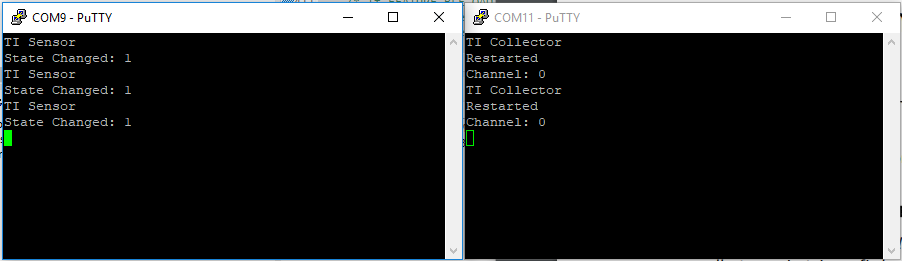 COM9 - PuTTY
TI Sensor
State Changed: 1
TI Sensor
State Changed: 1
TI Sensor
State Changed: 1
COM11 - PuTTY
TI Collector
Restarted
Channel: 0
TI Collector
Restarted
Channel: 0